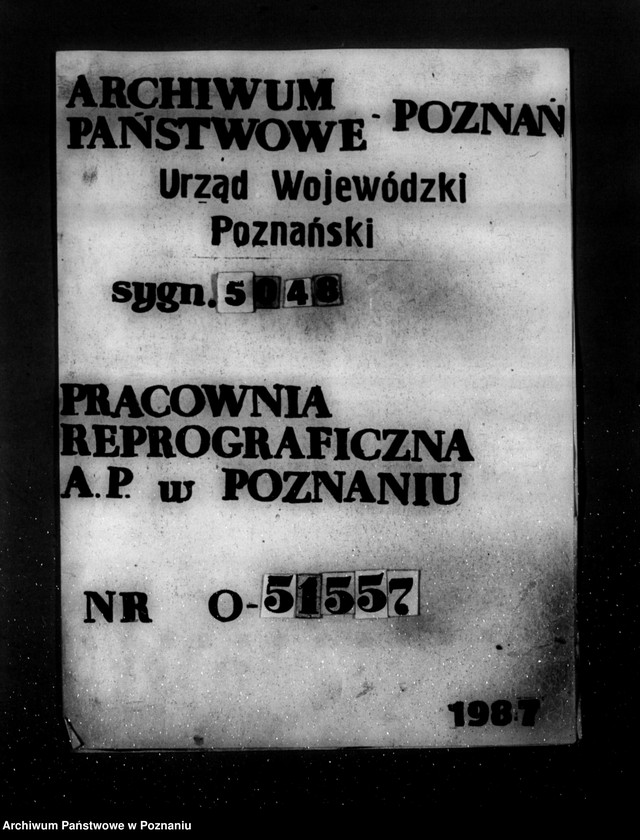 ARCHIWUM
PAŃSTWOWE - POZNAŃ
Urząd Wojewódzki
Poznański
sygn. 5048
PRACOWNIA
REPROGRAFICZNA
A.P. w POZNANIU
NR O-51557
1987
Archiwum Państwowe w Poznaniu